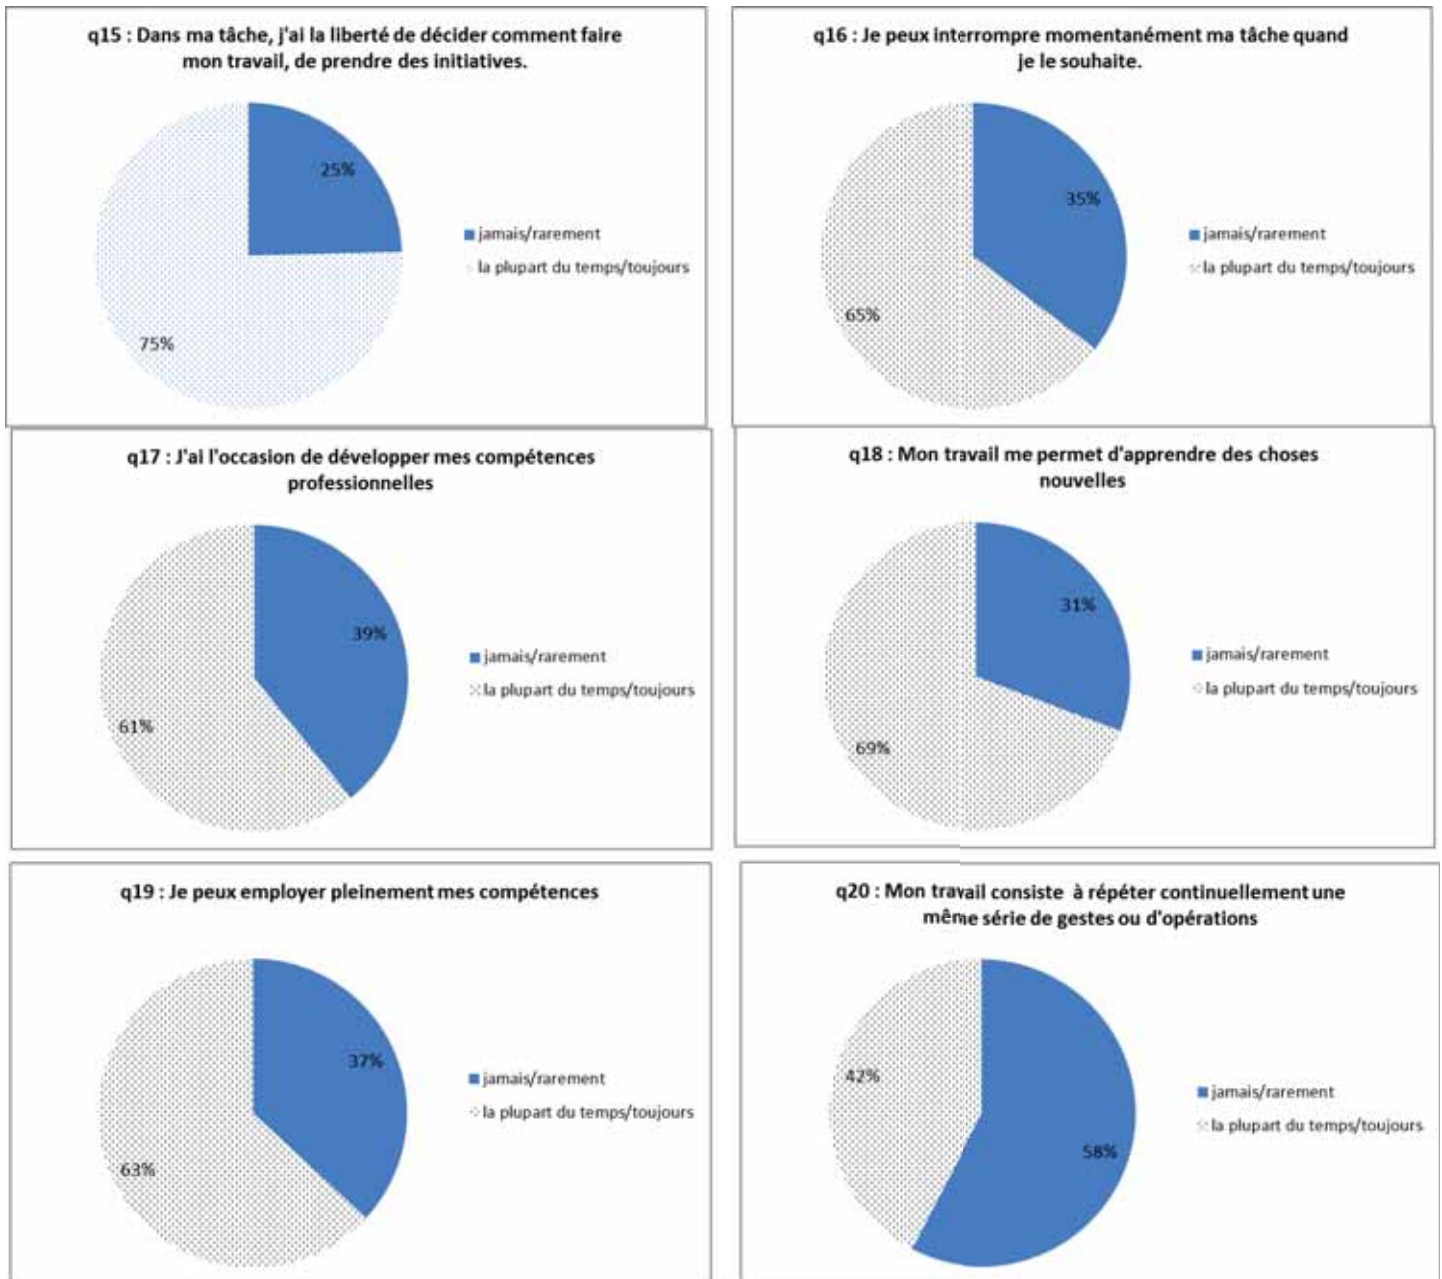 q15 : Dans ma tâche, j'ai la liberté de décider comment faire
mon travail, de prendre des initiatives.
25%
75%
jamais/rarement
la plupart du temps/toujours
q16 : Je peux interrompre momentanément ma tâche quand
je le souhaite.
35%
65%
jamais/rarement
la plupart du temps/toujours
q17 : J'ai l'occasion de développer mes compétences
professionnelles
39%
61%
jamais/rarement
la plupart du temps/toujours
q18 : Mon travail me permet d'apprendre des choses
nouvelles
31%
69%
jamais/rarement
la plupart du temps/toujours
q19 : Je peux employer pleinement mes compétences
37%
63%
jamais/rarement
la plupart du temps/toujours
q20 : Mon travail consiste à répéter continuellement une
même série de gestes ou d'opérations
42%
58%
jamais/rarement
la plupart du temps/toujours